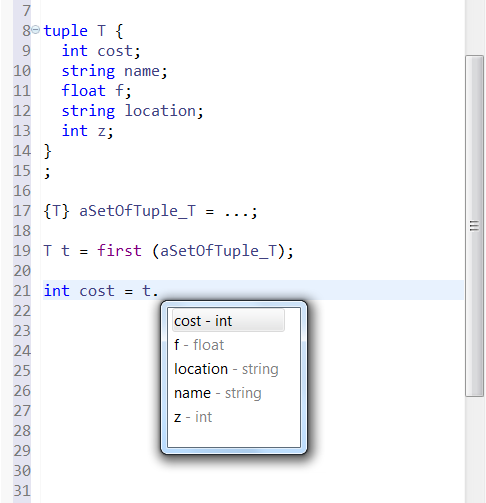 7
8 tuple T {
9 int cost;
10 string name;
11 float f;
12 string location;
13 int z;
14 }
15 ;
16
17 {T} aSetOfTuple_T = ...;
18
19 T t = first (aSetOfTuple_T);
20
21 int cost = t.
22 cost - int
23 f - float
24 location - string
25
26 name - string
27 z - int
28
29
30
31